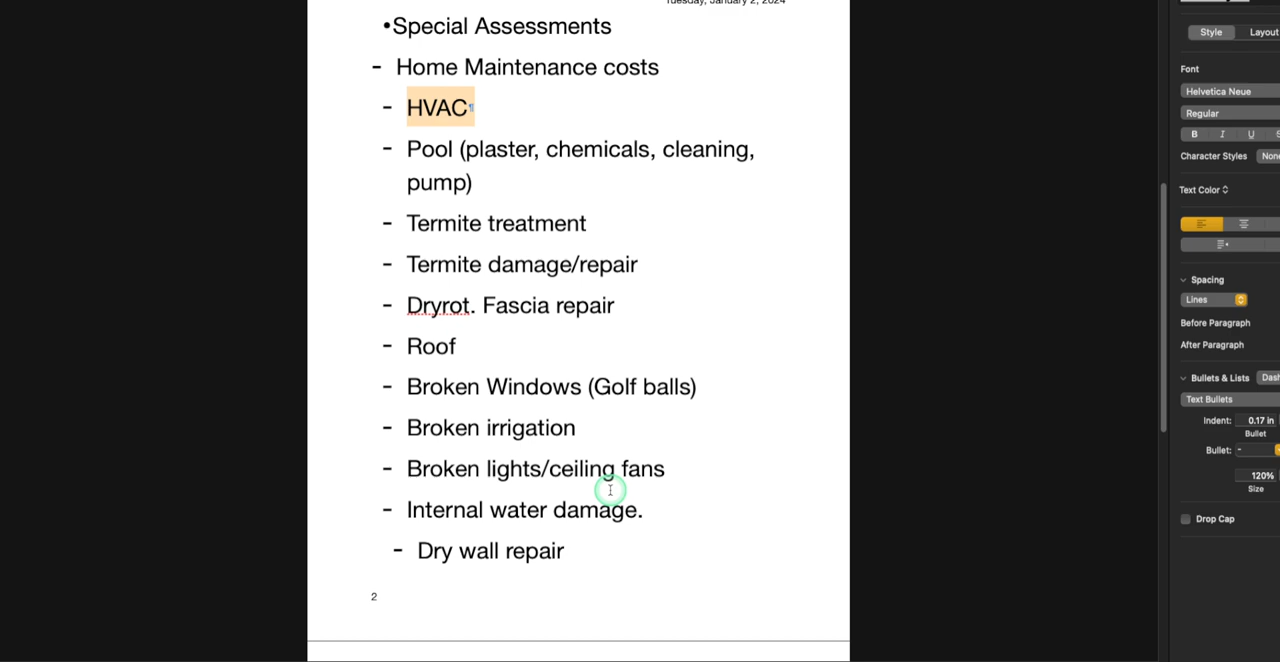 Tuesday, January 2, 2024
•Special Assessments
- Home Maintenance costs
- HVAC
- Pool (plaster, chemicals, cleaning,
pump)
- Termite treatment
- Termite damage/repair
- Dryrot. Fascia repair
- Roof
- Broken Windows (Golf balls)
- Broken irrigation
- Broken lights/ceiling fans
- Internal water damage.
- Dry wall repair
2
Style Layout
Font
Helvetica Neue
Regular
B I U S
Character Styles
Text Color
Spacing
Lines
Before Paragraph
After Paragraph
Bullets & Lists
Text Bullets
Indent: 0.17 in
Bullet
Bullet: -
120%
Size
Drop Cap